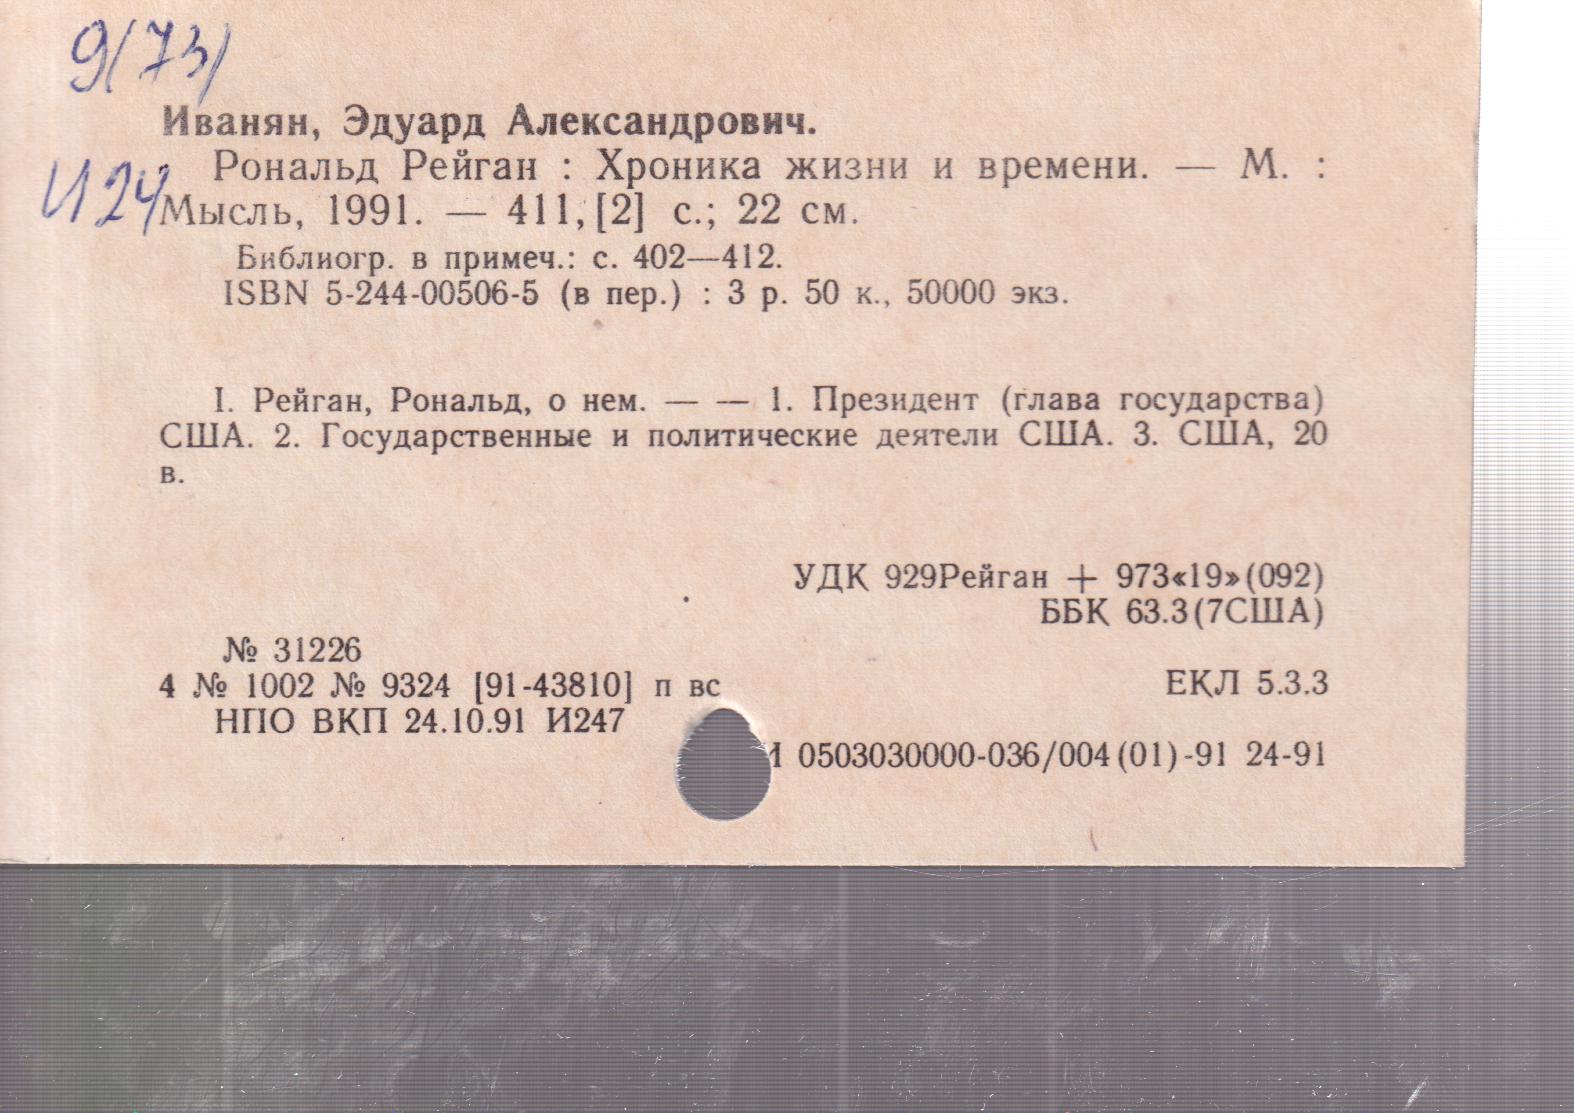 9(73)
Иванян, Эдуард Александрович.
И24
Рональд Рейган : Хроника жизни и времени. — М. :
Мысль, 1991. — 411, [2] с.; 22 см.
Библиогр. в примеч.: с. 402—412.
ISBN 5-244-00506-5 (в пер.) : 3 р. 50 к., 50000 экз.
I. Рейган, Рональд, о нем. — — 1. Президент (глава государства)
США. 2. Государственные и политические деятели США. 3. США, 20
в.
УДК 929Рейган + 973«19»(092)
ББК 63.3(7США)
№ 31226
4 № 1002 № 9324 [91-43810] п вс
ЕКЛ 5.3.3
НПО ВКП 24.10.91 И247
И 0503030000-036/004(01)-91 24-91